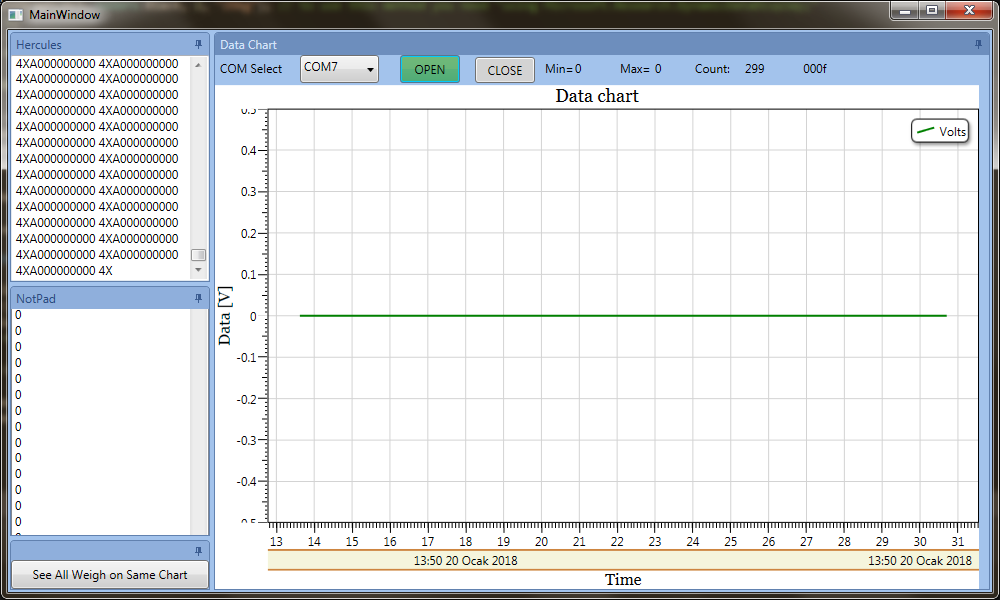 MainWindow
Hercules
4XA000000000 4XA000000000
4XA000000000 4XA000000000
4XA000000000 4XA000000000
4XA000000000 4XA000000000
4XA000000000 4XA000000000
4XA000000000 4XA000000000
4XA000000000 4XA000000000
4XA000000000 4XA000000000
4XA000000000 4XA000000000
4XA000000000 4XA000000000
4XA000000000 4XA000000000
4XA000000000 4XA000000000
4XA000000000 4XA000000000
4XA000000000 4X
NotPad
0
0
0
0
0
0
0
0
0
0
0
0
0
0
See All Weigh on Same Chart
Data Chart
COM Select COM7 OPEN CLOSE Min= 0 Max= 0 Count: 299 000f
Data chart
Volts
0.5
0.4
0.3
0.2
0.1
0
-0.1
-0.2
-0.3
-0.4
-0.5
Data [V]
13 14 15 16 17 18 19 20 21 22 23 24 25 26 27 28 29 30 31
13:50 20 Ocak 2018 13:50 20 Ocak 2018
Time